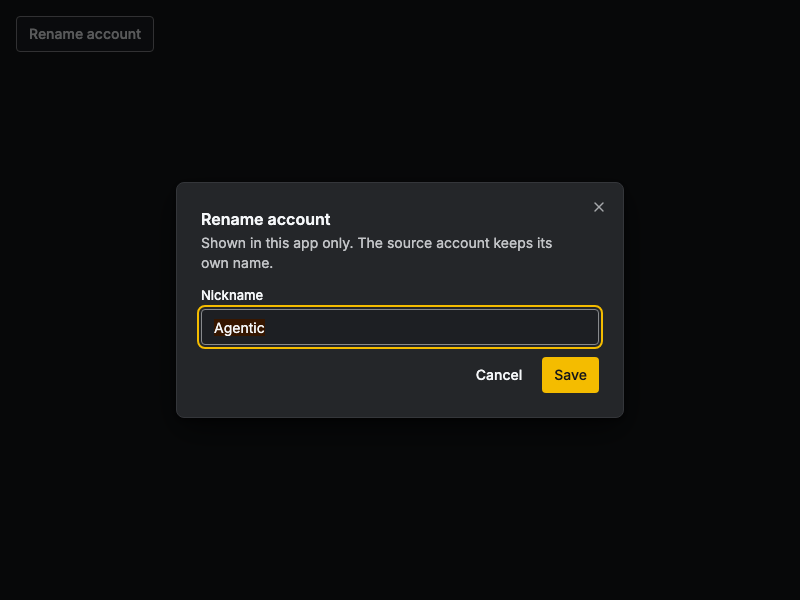 Rename account
Rename account
Shown in this app only. The source account keeps its
own name.
Nickname
Agentic
Cancel
Save